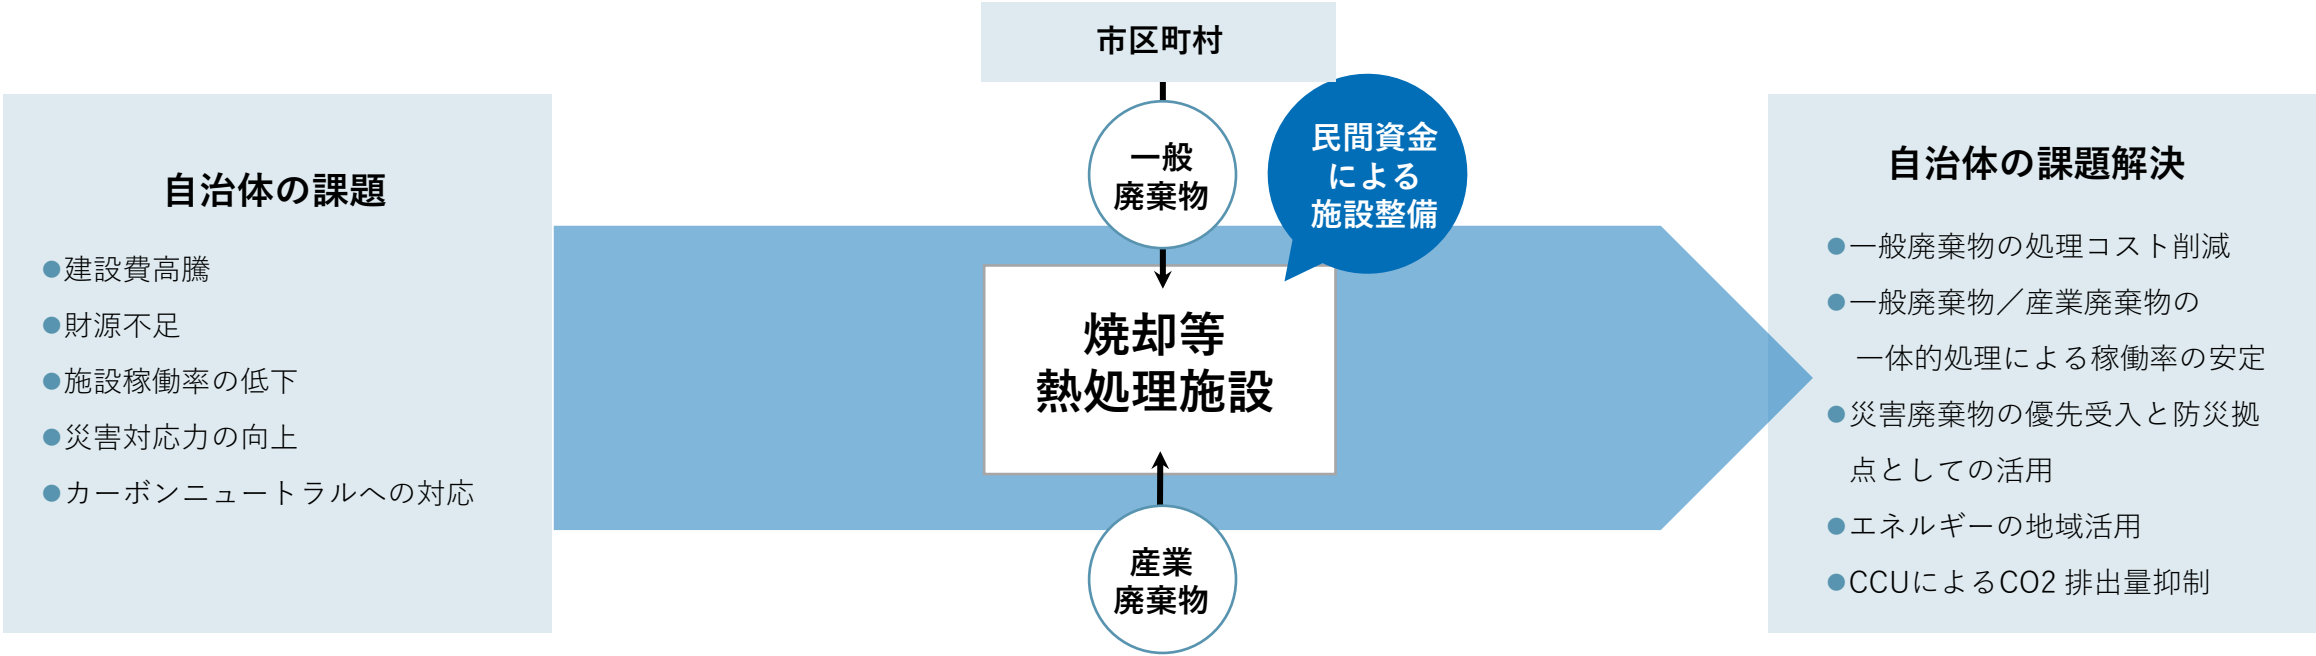 市区町村
自治体の課題
●建設費高騰
●財源不足
●施設稼働率の低下
●災害対応力の向上
●カーボンニュートラルへの対応
一般
廃棄物
民間資金
による
施設整備
焼却等
熱処理施設
産業
廃棄物
自治体の課題解決
●一般廃棄物の処理コスト削減
●一般廃棄物／産業廃棄物の
一体的処理による稼働率の安定
●災害廃棄物の優先受入と防災拠
点としての活用
●エネルギーの地域活用
●CCUによるCO2 排出量抑制